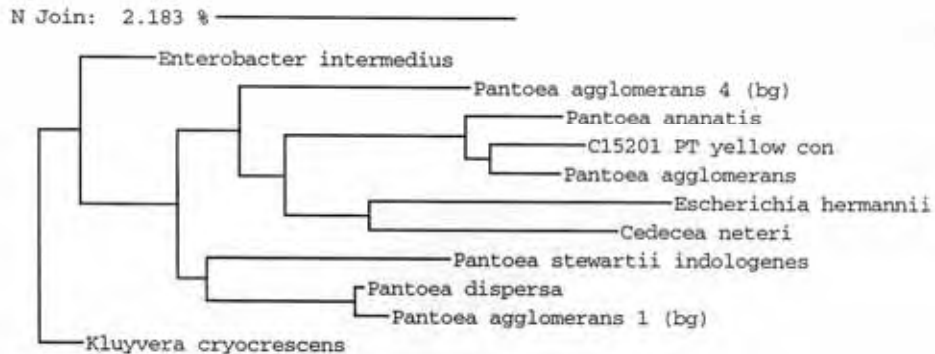 N Join: 2.183 %
Enterobacter intermedius
Pantoea agglomerans 4 (bg)
Pantoea ananatis
C15201 PT yellow con
Pantoea agglomerans
Escherichia hermannii
Cedecea neteri
Pantoea stewartii indologenes
Pantoea dispersa
Pantoea agglomerans 1 (bg)
Kluyvera cryocrescens